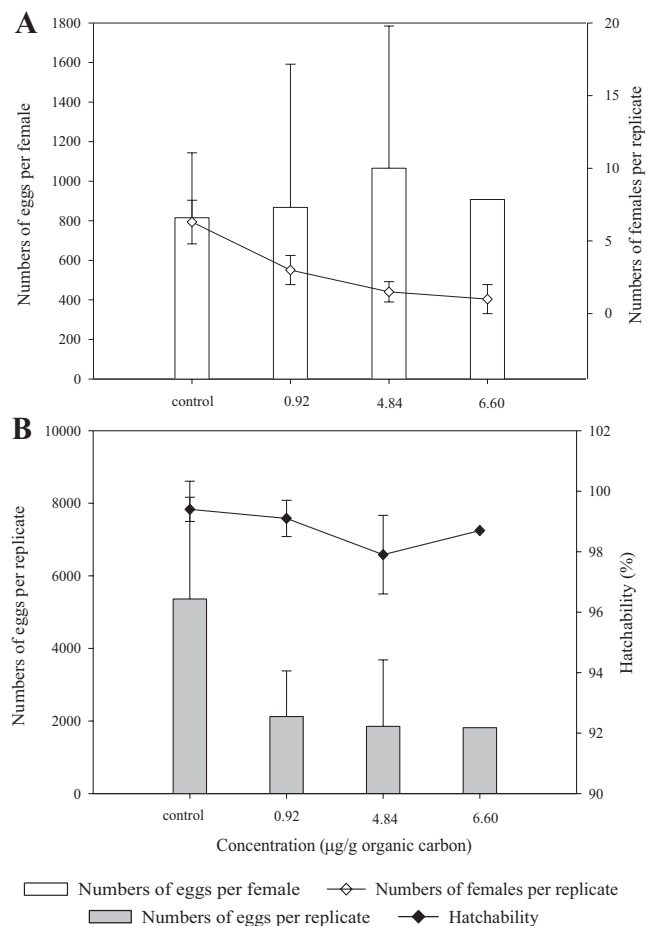 A
1800
1600
1400
1200
1000
800
600
400
200
0
Numbers of eggs per female
20
15
10
5
0
Numbers of females per replicate
control 0.92 4.84 6.60
B
10000
8000
6000
4000
2000
0
Numbers of eggs per replicate
102
100
98
96
94
92
90
Hatchability (%)
control 0.92 4.84 6.60
Concentration (μg/g organic carbon)
Numbers of eggs per female Numbers of females per replicate
Numbers of eggs per replicate Hatchability